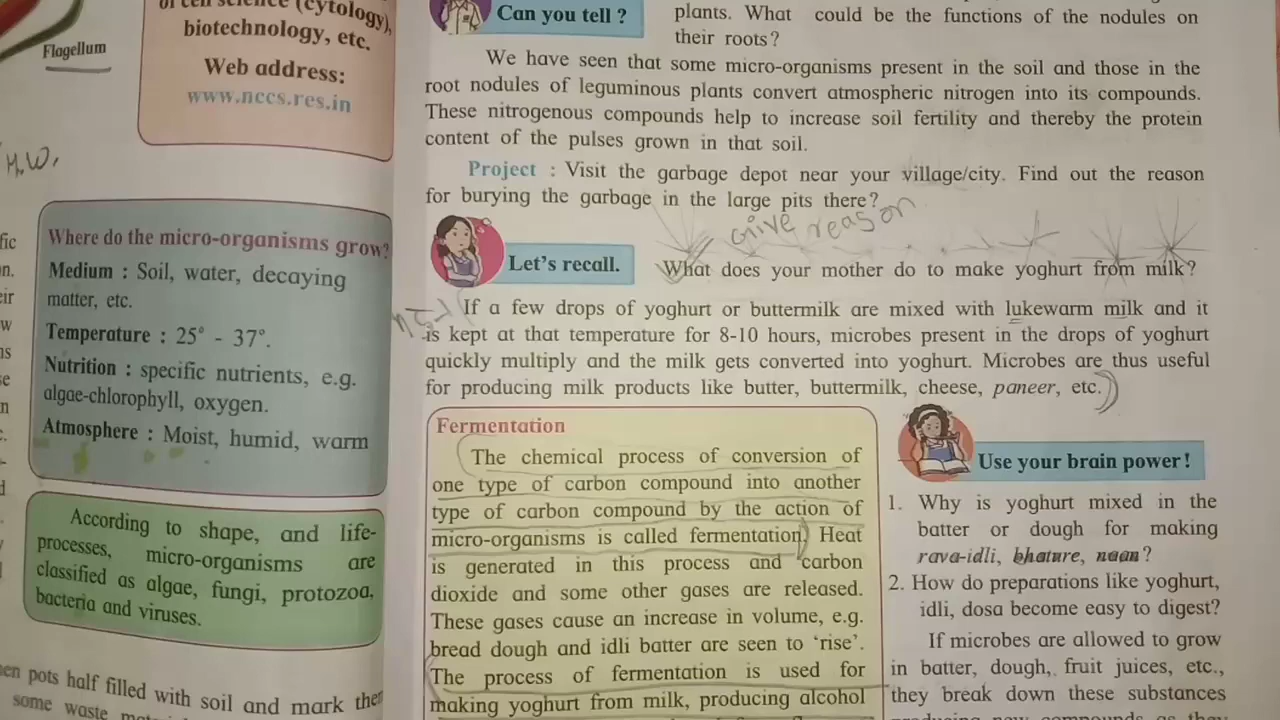 Flagellum
of cell science (cytology),
biotechnology, etc.
Web address:
www.nccs.res.in
H.W.
Where do the micro-organisms grow?
Medium : Soil, water, decaying
matter, etc.
Temperature : 25° - 37°.
Nutrition : specific nutrients, e.g.
algae-chlorophyll, oxygen.
Atmosphere : Moist, humid, warm
According to shape, and life-
processes, micro-organisms are
classified as algae, fungi, protozoa,
bacteria and viruses.
pots half filled with soil and mark
some waste
Can you tell ?
plants. What could be the functions of the nodules on
their roots?
We have seen that some micro-organisms present in the soil and those in the
root nodules of leguminous plants convert atmospheric nitrogen into its compounds.
These nitrogenous compounds help to increase soil fertility and thereby the protein
content of the pulses grown in that soil.
Project : Visit the garbage depot near your village/city. Find out the reason
for burying the garbage in the large pits there?
Give reason
Let's recall.
What does your mother do to make yoghurt from milk?
If a few drops of yoghurt or buttermilk are mixed with lukewarm milk and it
is kept at that temperature for 8-10 hours, microbes present in the drops of yoghurt
quickly multiply and the milk gets converted into yoghurt. Microbes are thus useful
for producing milk products like butter, buttermilk, cheese, paneer, etc.
Fermentation
The chemical process of conversion of
one type of carbon compound into another
type of carbon compound by the action of
micro-organisms is called fermentation. Heat
is generated in this process and carbon
dioxide and some other gases are released.
These gases cause an increase in volume, e.g.
bread dough and idli batter are seen to 'rise'.
The process of fermentation is used for
making yoghurt from milk, producing alcohol
Use your brain power!
1. Why is yoghurt mixed in the
batter or dough for making
rava-idli, bhature, naan?
2. How do preparations like yoghurt,
idli, dosa become easy to digest?
If microbes are allowed to grow
in batter, dough, fruit juices, etc.,
they break down these substances